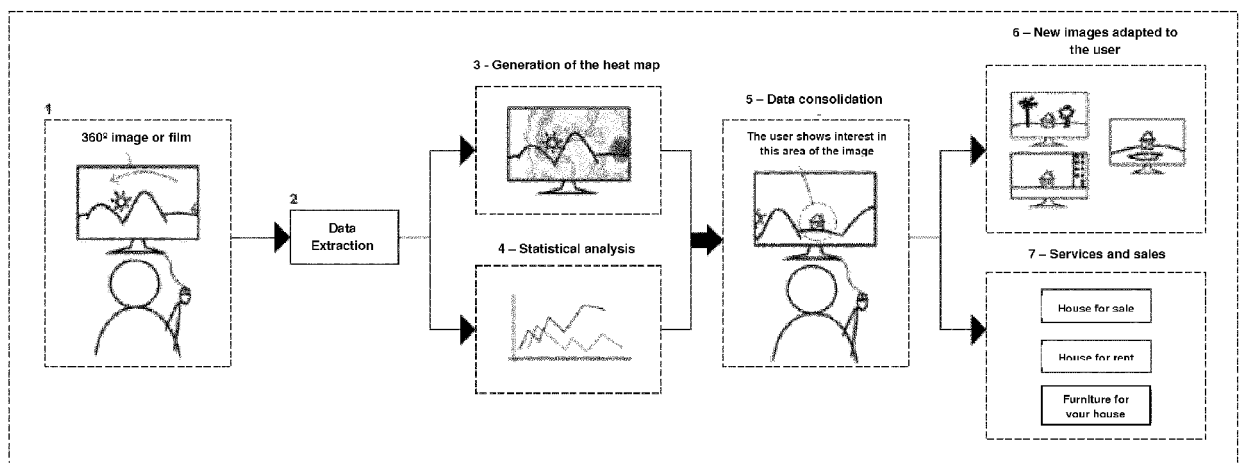 1
360º image or film
2
Data
Extraction
3 - Generation of the heat map
4 – Statistical analysis
5 – Data consolidation
The user shows interest in
this area of the image
6 – New images adapted to
the user
7 – Services and sales
House for sale
House for rent
Furniture for
your house